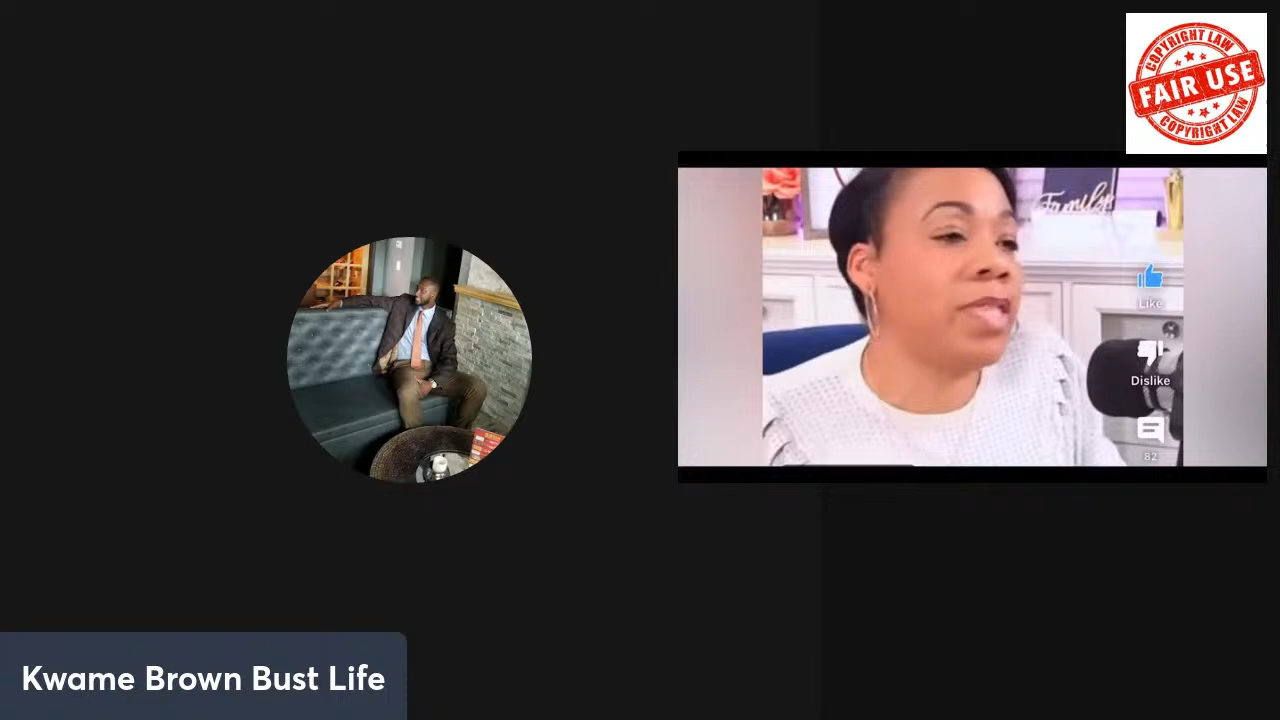 COPYRIGHT LAW
FAIR USE
COPYRIGHT LAW
Family
Like
Dislike
82
Kwame Brown Bust Life